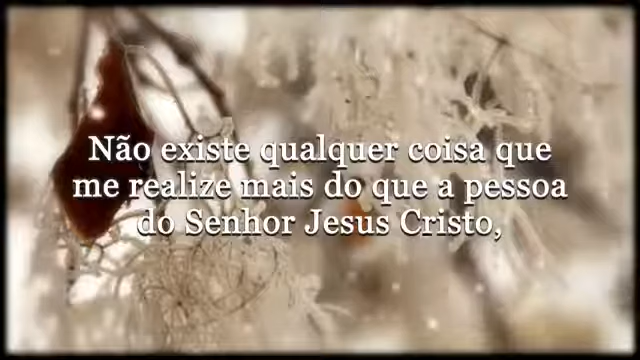 Não existe qualquer coisa que
me realize mais do que a pessoa
do Senhor Jesus Cristo,